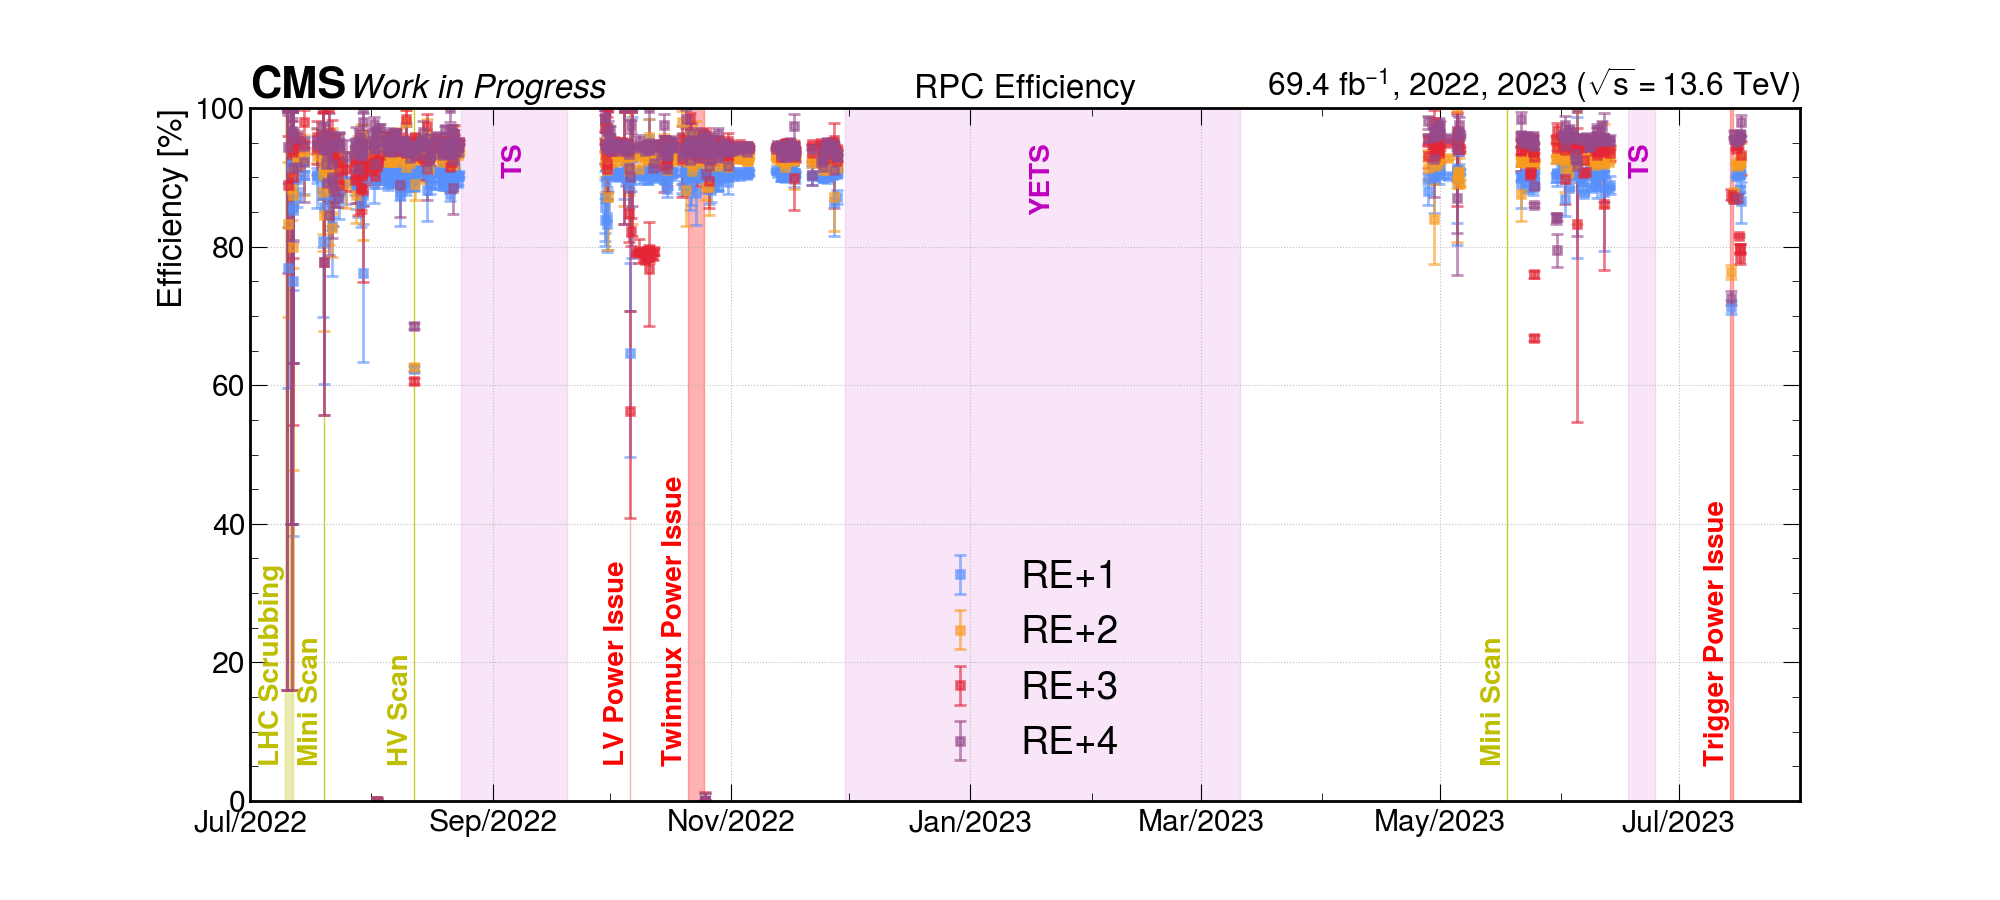 CMS Work in Progress
RPC Efficiency
69.4 fb⁻¹, 2022, 2023 (√s = 13.6 TeV)
Efficiency [%]
100
80
60
40
20
0
LHC Scrubbing
Mini Scan
HV Scan
TS
LV Power Issue
Twinmux Power Issue
YETS
Mini Scan
TS
Trigger Power Issue
RE+1
RE+2
RE+3
RE+4
Jul/2022
Sep/2022
Nov/2022
Jan/2023
Mar/2023
May/2023
Jul/2023